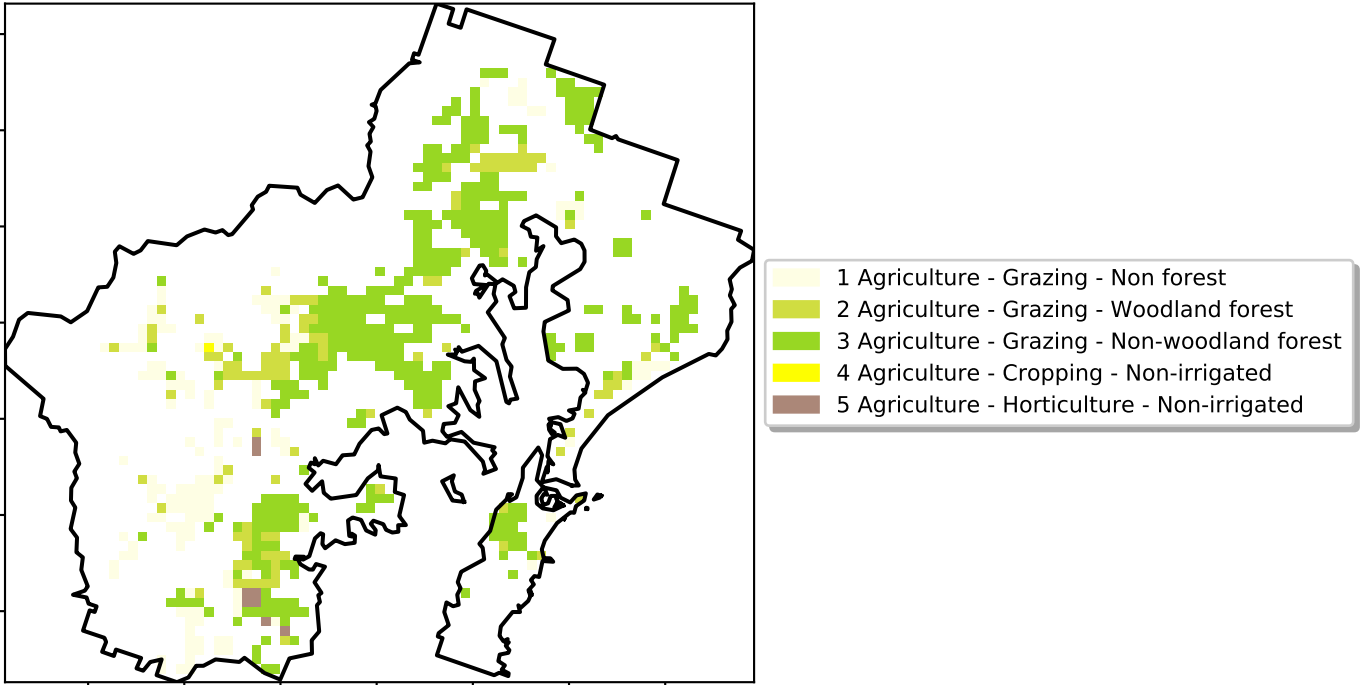 1 Agriculture - Grazing - Non forest
2 Agriculture - Grazing - Woodland forest
3 Agriculture - Grazing - Non-woodland forest
4 Agriculture - Cropping - Non-irrigated
5 Agriculture - Horticulture - Non-irrigated